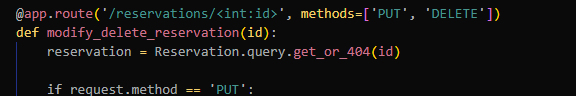 @app.route('/reservations/<int:id>', methods=['PUT', 'DELETE'])
def modify_delete_reservation(id):
    reservation = Reservation.query.get_or_404(id)
    if request.method == 'PUT':